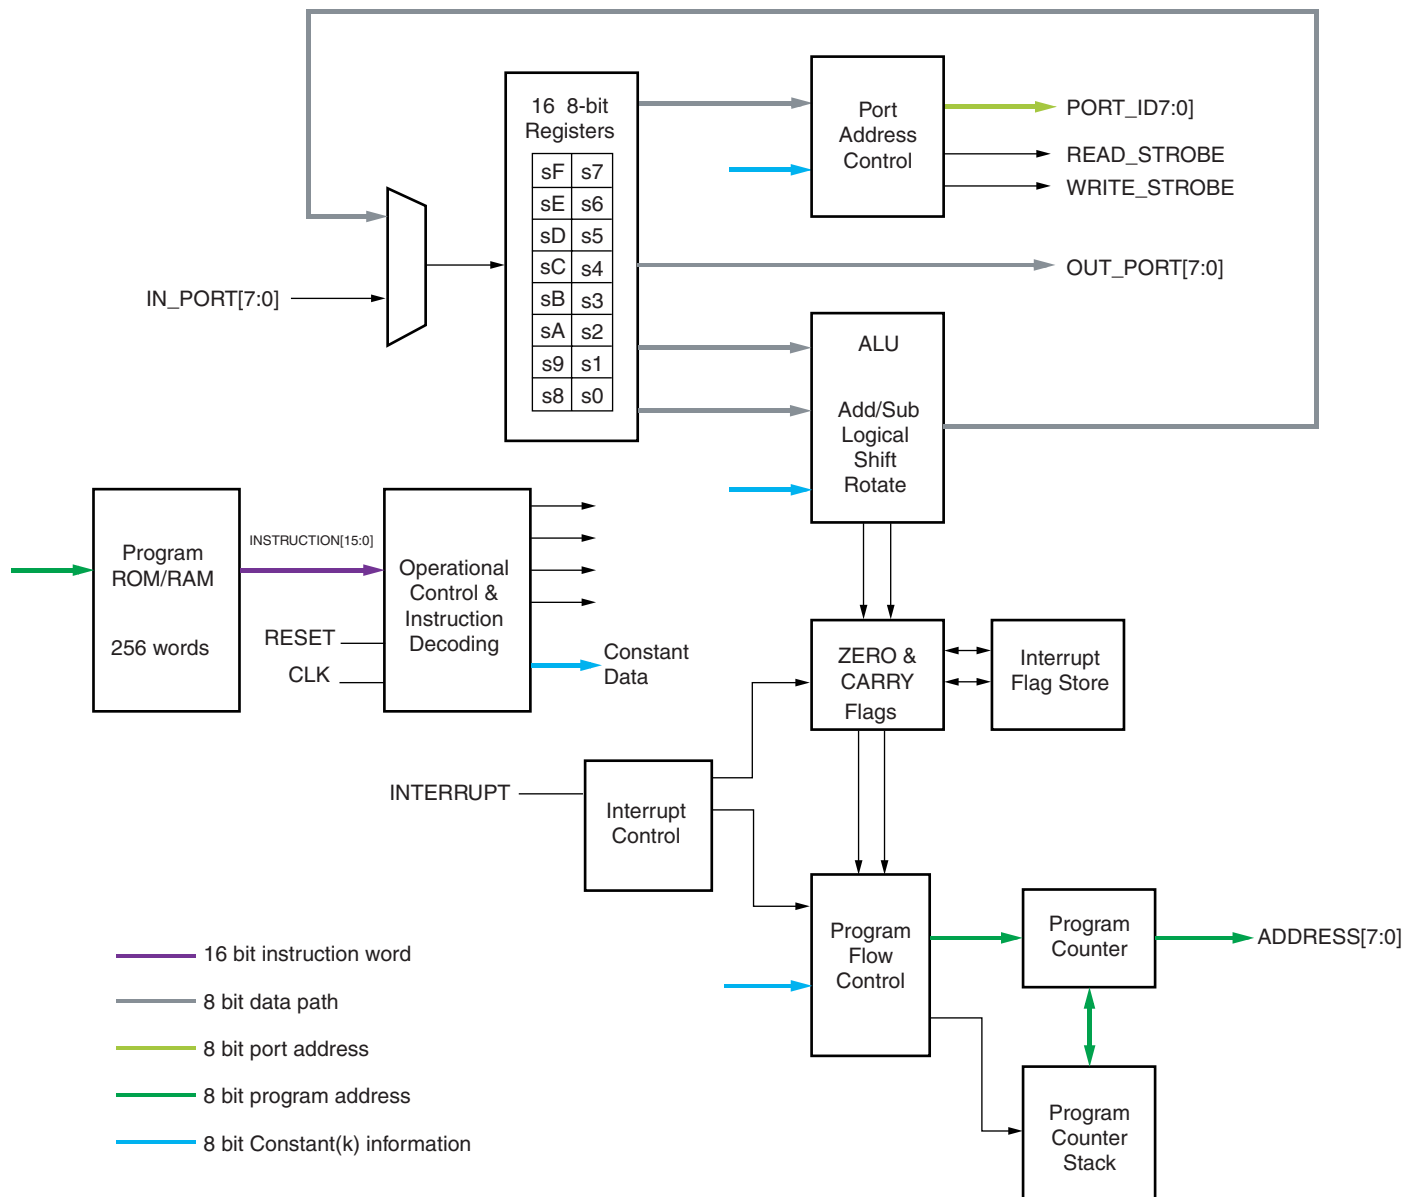 16 8-bit
Registers
sF s7
sE s6
sD s5
sC s4
sB s3
sA s2
s9 s1
s8 s0
Port
Address
Control
PORT_ID7:0]
READ_STROBE
WRITE_STROBE
IN_PORT[7:0]
OUT_PORT[7:0]
ALU
Add/Sub
Logical
Shift
Rotate
Program
ROM/RAM
256 words
INSTRUCTION[15:0]
RESET
CLK
Operational
Control &
Instruction
Decoding
Constant
Data
ZERO &
CARRY
Flags
Interrupt
Flag Store
INTERRUPT
Interrupt
Control
Program
Flow
Control
Program
Counter
ADDRESS[7:0]
Program
Counter
Stack
16 bit instruction word
8 bit data path
8 bit port address
8 bit program address
8 bit Constant(k) information